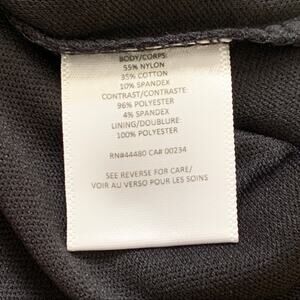 BODY/CORPS:
55% NYLON
35% COTTON
10% SPANDEX
CONTRAST/CONTRASTE:
96% POLYESTER
4% SPANDEX
LINING/DOUBLURE:
100% POLYESTER
RN#44480 CA# 00234
SEE REVERSE FOR CARE/
VOIR AU VERSO POUR LES SOINS